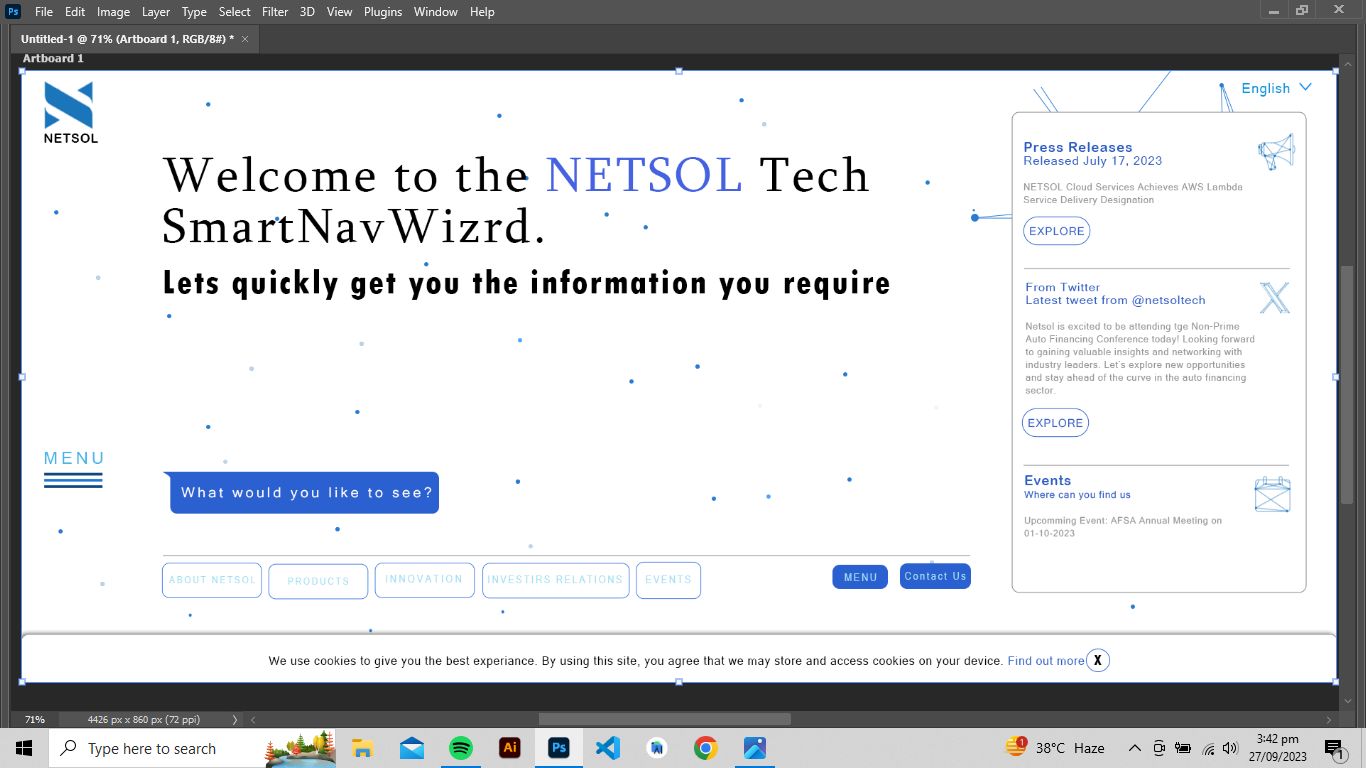 Ps File Edit Image Layer Type Select Filter 3D View Plugins Window Help
Untitled-1 @ 71% (Artboard 1, RGB/8#) * ×
Artboard 1
NETSOL
English
Welcome to the NETSOL Tech
SmartNavWizrd.
Lets quickly get you the information you require
MENU
What would you like to see?
ABOUT NETSOL PRODUCTS INNOVATION INVESTIRS RELATIONS EVENTS MENU Contact Us
Press Releases
Released July 17, 2023
NETSOL Cloud Services Achieves AWS Lambda
Service Delivery Designation
EXPLORE
From Twitter
Latest tweet from @netsoltech
Netsol is excited to be attending tge Non-Prime
Auto Financing Conference today! Looking forward
to gaining valuable insights and networking with
industry leaders. Let's explore new opportunities
and stay ahead of the curve in the auto financing
sector.
EXPLORE
Events
Where can you find us
Upcomming Event: AFSA Annual Meeting on
01-10-2023
We use cookies to give you the best experiance. By using this site, you agree that we may store and access cookies on your device. Find out more X
71% 4426 px x 860 px (72 ppi)
Type here to search
Ai Ps
1 38°C Haze
3:42 pm
27/09/2023
1